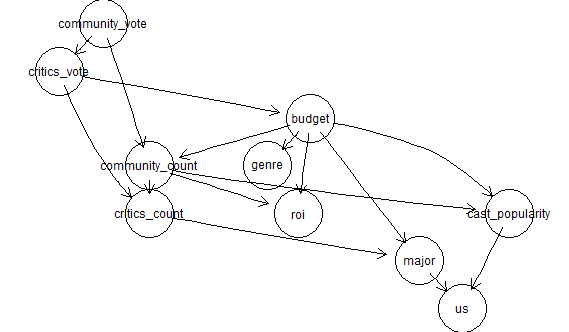 community_vote
critics_vote
budget
community_count
genre
critics_count
roi
cast_popularity
major
us